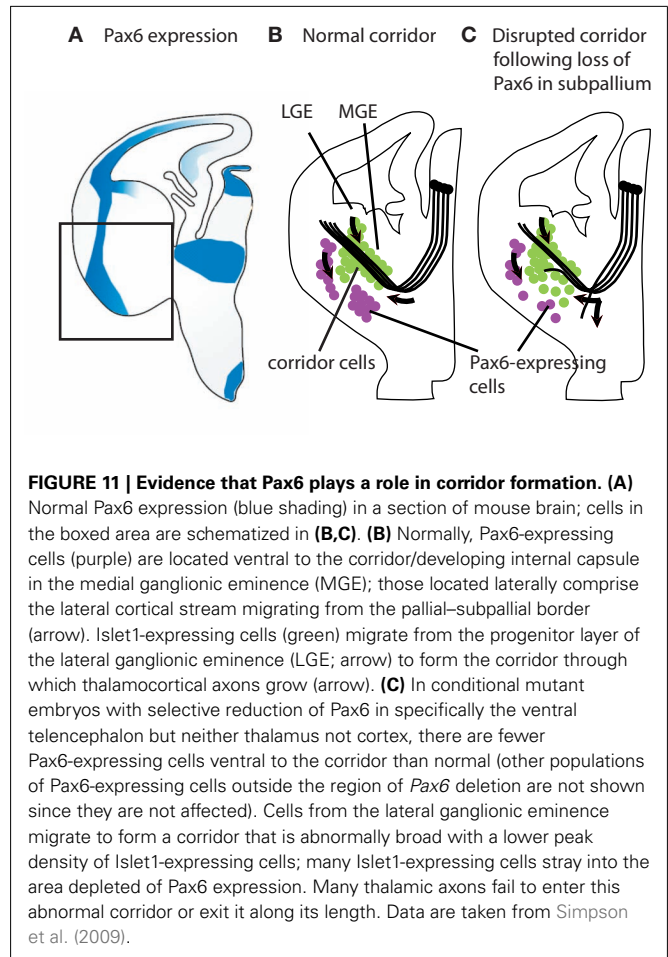 A Pax6 expression
B Normal corridor
C Disrupted corridor
following loss of
Pax6 in subpallium
LGE
MGE
corridor cells
Pax6-expressing
cells
FIGURE 11 | Evidence that Pax6 plays a role in corridor formation. (A)
Normal Pax6 expression (blue shading) in a section of mouse brain; cells in
the boxed area are schematized in (B,C). (B) Normally, Pax6-expressing
cells (purple) are located ventral to the corridor/developing internal capsule
in the medial ganglionic eminence (MGE); those located laterally comprise
the lateral cortical stream migrating from the pallial–subpallial border
(arrow). Islet1-expressing cells (green) migrate from the progenitor layer of
the lateral ganglionic eminence (LGE; arrow) to form the corridor through
which thalamocortical axons grow (arrow). (C) In conditional mutant
embryos with selective reduction of Pax6 in specifically the ventral
telencephalon but neither thalamus not cortex, there are fewer
Pax6-expressing cells ventral to the corridor than normal (other populations
of Pax6-expressing cells outside the region of Pax6 deletion are not shown
since they are not affected). Cells from the lateral ganglionic eminence
migrate to form a corridor that is abnormally broad with a lower peak
density of Islet1-expressing cells; many Islet1-expressing cells stray into the
area depleted of Pax6 expression. Many thalamic axons fail to enter this
abnormal corridor or exit it along its length. Data are taken from Simpson
et al. (2009).